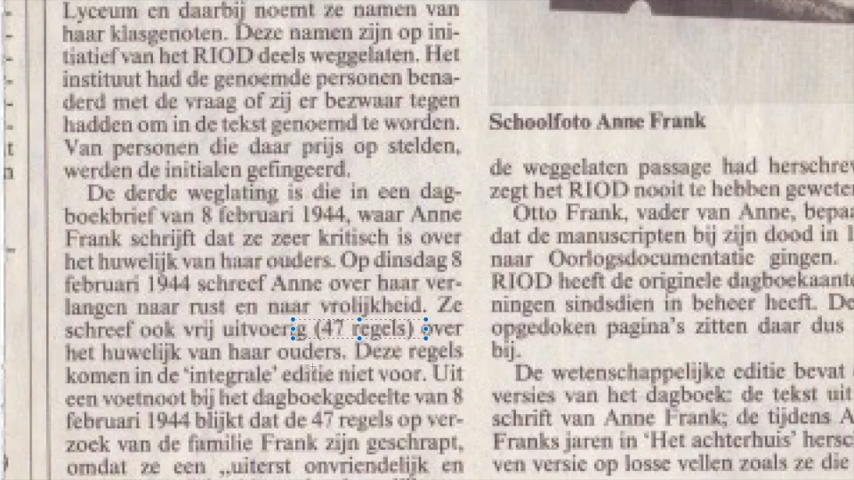 Lyceum en daarbij noemt ze namen van
haar klasgenoten. Deze namen zijn op ini-
tiatief van het RIOD deels weggelaten. Het
instituut had de genoemde personen bena-
derd met de vraag of zij er bezwaar tegen
hadden om in de tekst genoemd te worden.
Van personen die daar prijs op stelden,
werden de initialen gefingeerd.
De derde weglating is die in een dag-
boekbrief van 8 februari 1944, waar Anne
Frank schrijft dat ze zeer kritisch is over
het huwelijk van haar ouders. Op dinsdag 8
februari 1944 schreef Anne over haar ver-
langen naar rust en naar vrolijkheid. Ze
schreef ook vrij uitvoerig (47 regels) over
het huwelijk van haar ouders. Deze regels
komen in de ‘integrale’ editie niet voor. Uit
een voetnoot bij het dagboekgedeelte van 8
februari 1944 blijkt dat de 47 regels op ver-
zoek van de familie Frank zijn geschrapt,
omdat ze een „uiterst onvriendelijk en
Schoolfoto Anne Frank
de weggelaten passage had herschrev
zegt het RIOD nooit te hebben gewete
Otto Frank, vader van Anne, bepaa
dat de manuscripten bij zijn dood in 1
naar Oorlogsdocumentatie gingen.
RIOD heeft de originele dagboekaante
ningen sindsdien in beheer heeft. De
opgedoken pagina's zitten daar dus
bij.
De wetenschappelijke editie bevat
versies van het dagboek: de tekst uit
schrift van Anne Frank; de tijdens A
Franks jaren in ‘Het achterhuis’ hersc
ven versie op losse vellen zoals ze die